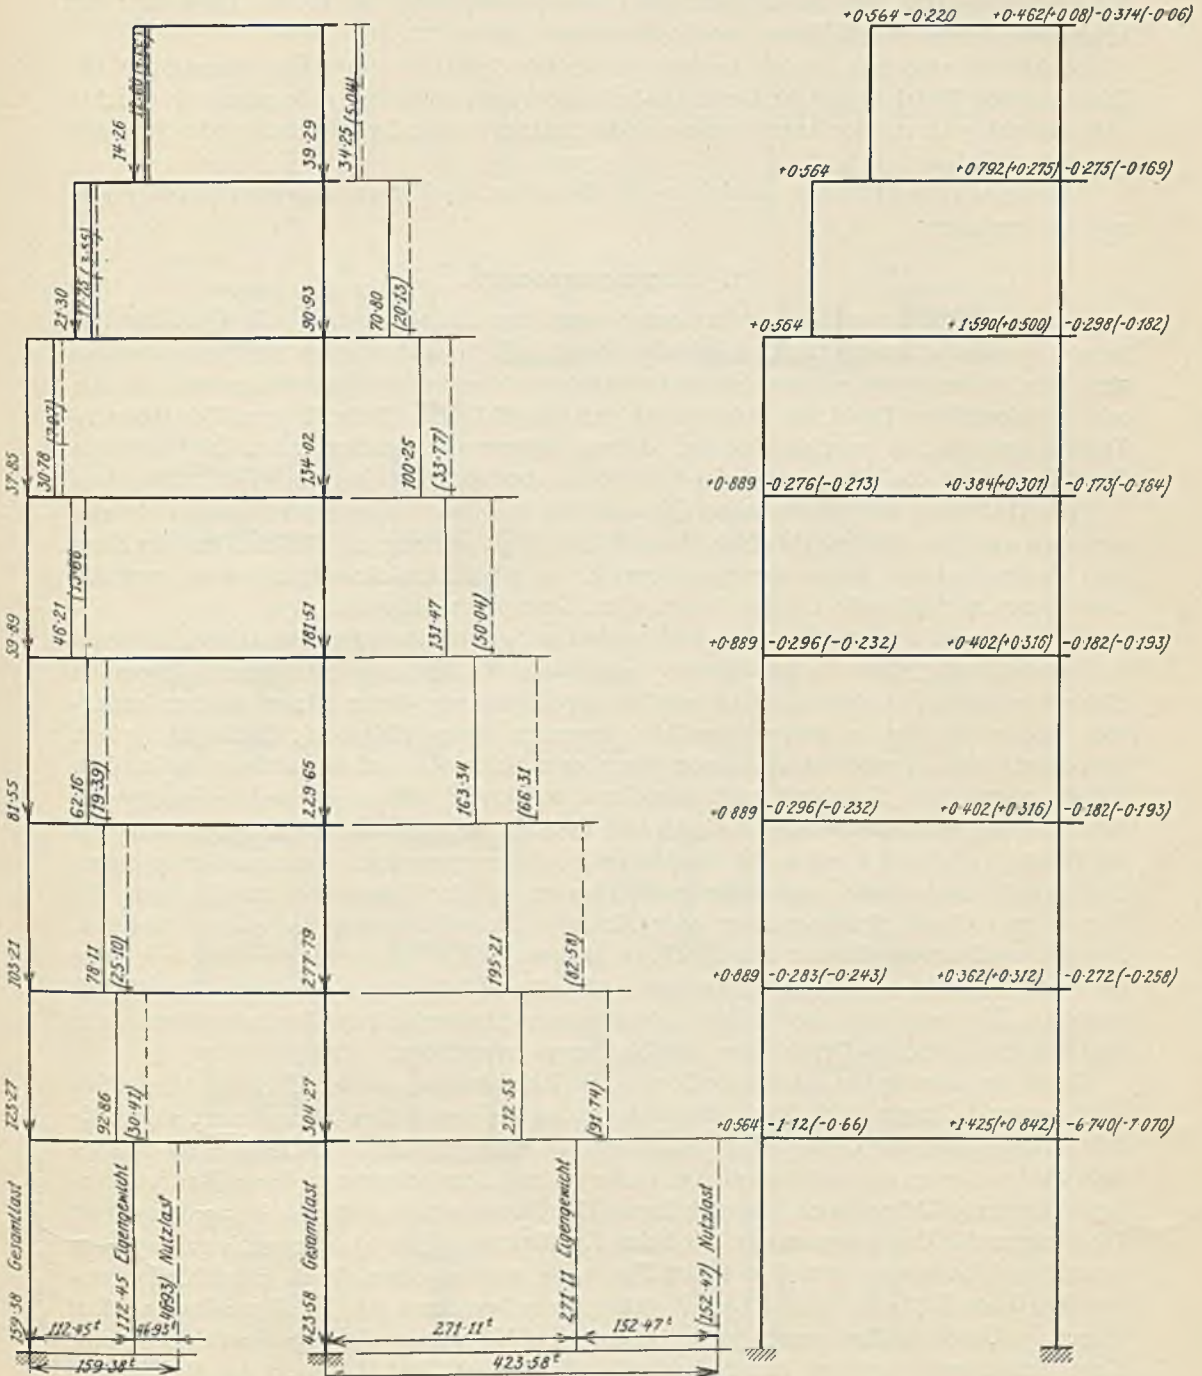 +0·564 -0·220 +0·462(+0·08) -0·314(-0·06)
14·26
39·29
34·25 (5·04)
+0·564 +0·792(+0·275) -0·275(-0·169)
21·30
17·75 (3·55)
90·93
70·80
(20·13)
+0·564 +1·590(+0·500) -0·298(-0·182)
37·85
30·78 (7·07)
134·02
100·25
(33·77)
+0·889 -0·276(-0·213) +0·384(+0·301) -0·173(-0·184)
59·89
46·21
(13·68)
181·51
131·47
(50·04)
+0·889 -0·296(-0·232) +0·402(+0·316) -0·182(-0·193)
81·55
62·16
(19·39)
229·65
163·34
(66·31)
+0·889 -0·296(-0·232) +0·402(+0·316) -0·182(-0·193)
103·21
78·11
(25·10)
277·79
195·21
(82·58)
+0·889 -0·283(-0·243) +0·362(+0·312) -0·272(-0·258)
123·27
92·86
(30·41)
304·27
212·53
(91·74)
+0·564 -1·12(-0·66) +1·425(+0·842) -6·740(-7·070)
159·38 Gesamtlast
112·45 Eigengewicht
46·93) Nutzlast
423·58 Gesamtlast
271·11 Eigengewicht
(152·47) Nutzlast
112·45t 46·93t 271·11t 152·47t
159·38t 423·58t